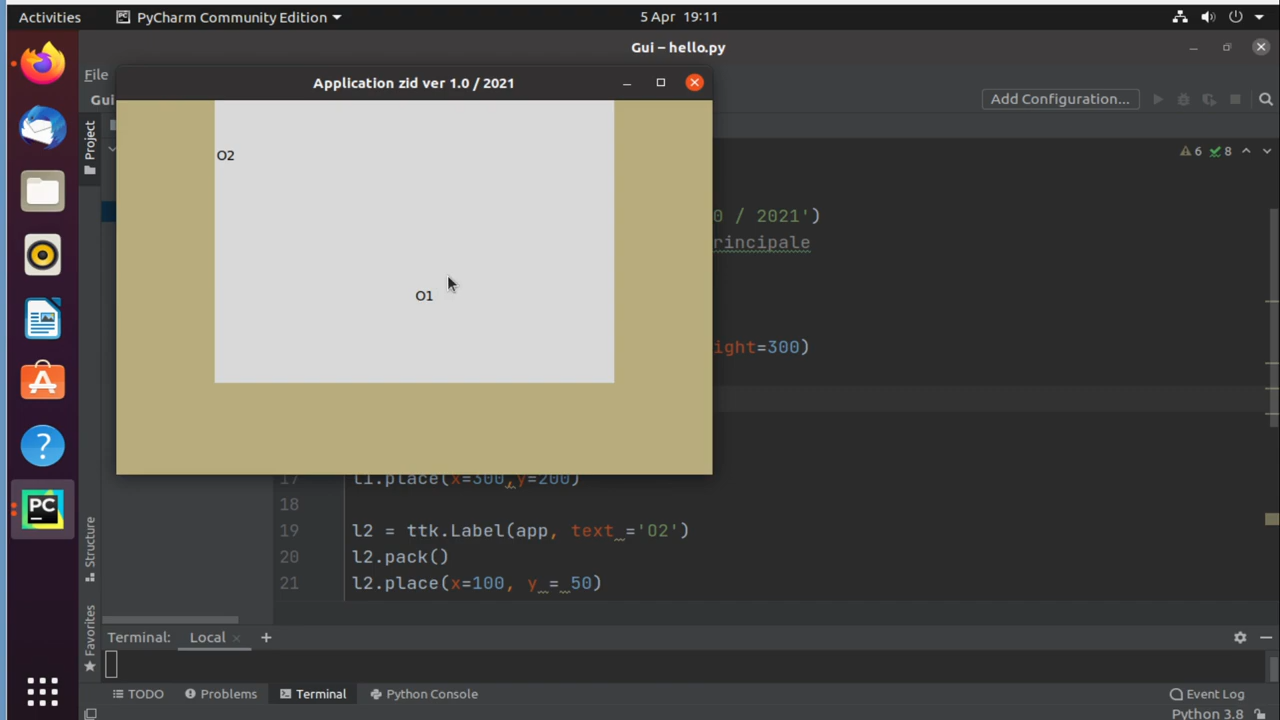 Activities
PyCharm Community Edition
5 Apr 19:11
Gui – hello.py
File
Application zid ver 1.0 / 2021
Gui
Add Configuration...
Project
6
8
O2
0 / 2021')
rincipale
O1
ight=300)
17
l1.place(x=300,y=200)
18
19
l2 = ttk.Label(app, text ='O2')
20
l2.pack()
21
l2.place(x=100, y = 50)
Structure
Favorites
Terminal:
Local
TODO
Problems
Terminal
Python Console
Event Log
Python 3.8
PC